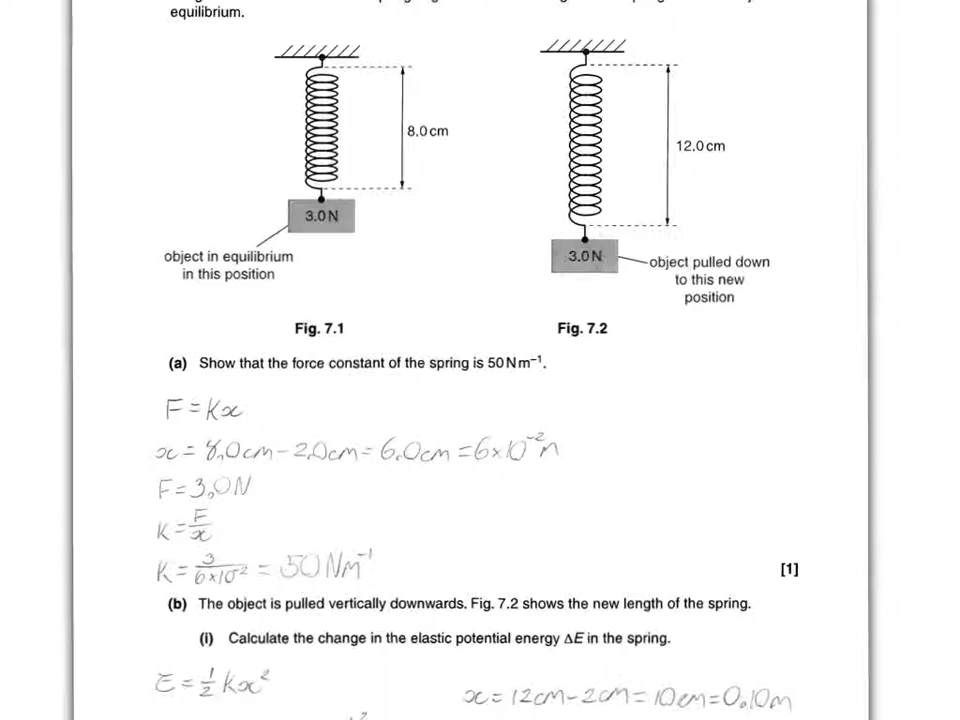 equilibrium.
8.0 cm
12.0 cm
3.0 N
3.0 N
object in equilibrium
in this position
object pulled down
to this new
position
Fig. 7.1
Fig. 7.2
(a) Show that the force constant of the spring is 50 N m⁻¹.
F = Kx
x = 8.0cm - 2.0cm = 6.0cm = 6×10⁻² m
F = 3.0N
K = F/x
K = 3/6×10⁻² = 50 Nm⁻¹
[1]
(b) The object is pulled vertically downwards. Fig. 7.2 shows the new length of the spring.
(i) Calculate the change in the elastic potential energy ΔE in the spring.
E = ½ kx²
x = 12cm - 2cm = 10cm = 0.10m